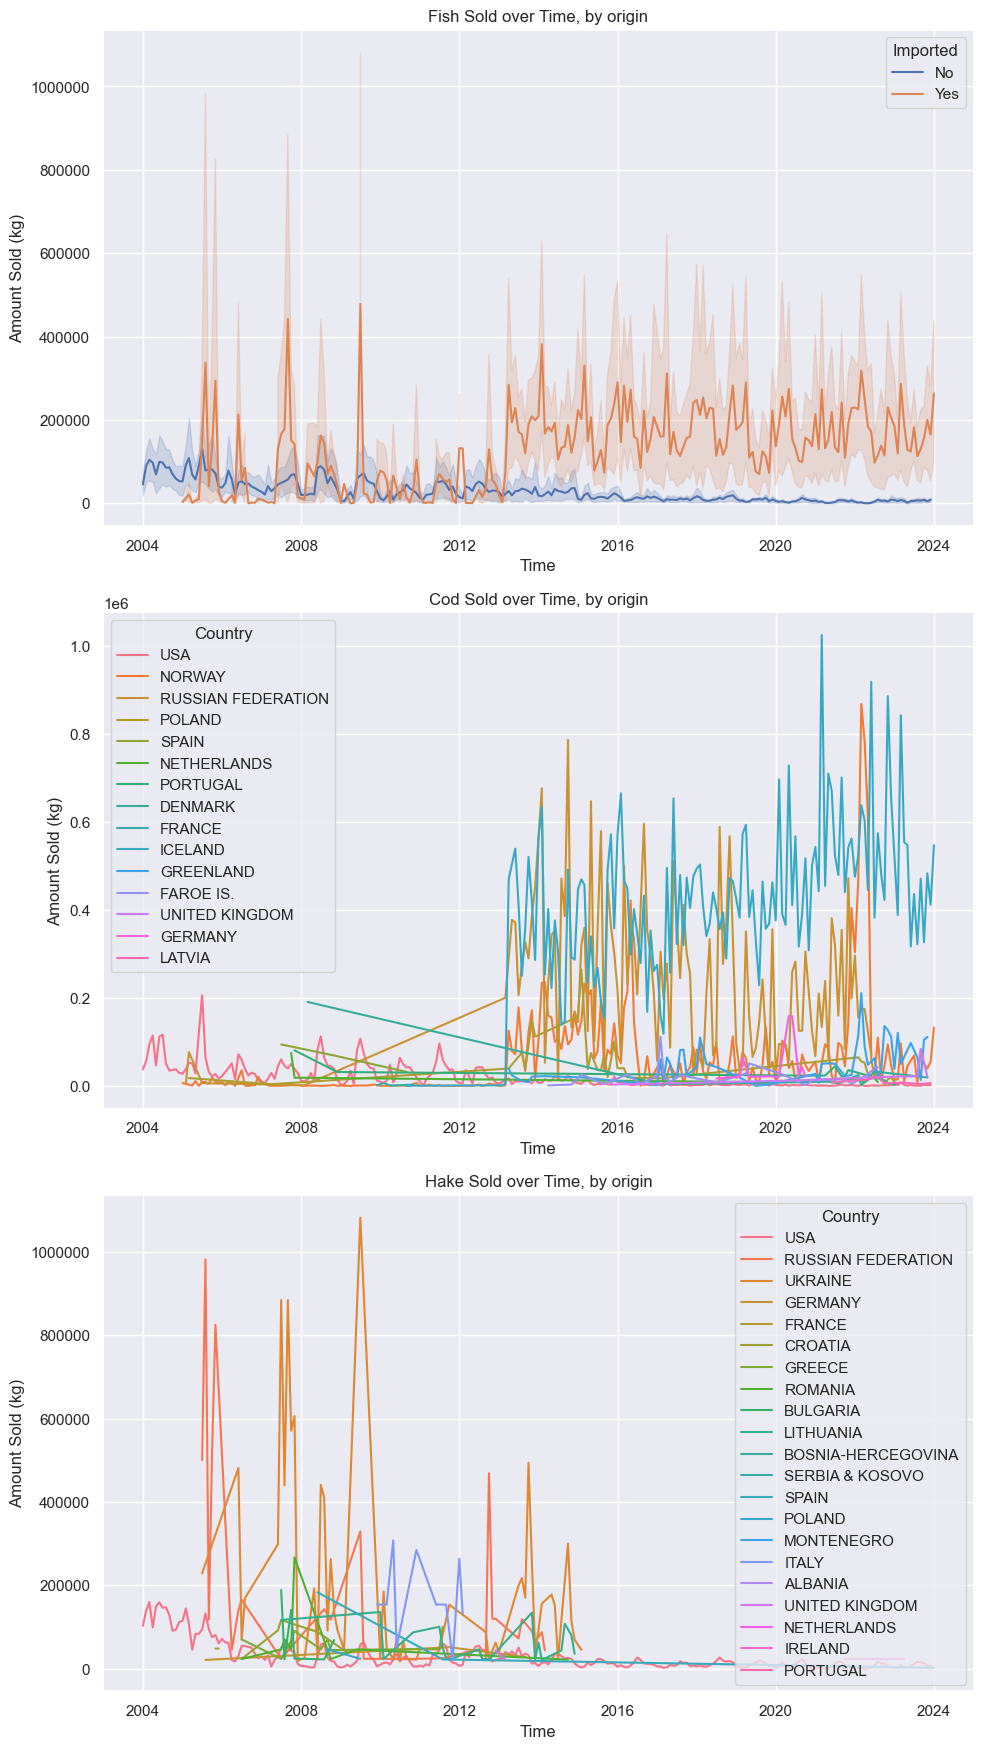 Fish Sold over Time, by origin
Amount Sold (kg)
1000000
800000
600000
400000
200000
0
Imported
No
Yes
2004 2008 2012 2016 2020 2024
Time
Cod Sold over Time, by origin
1e6
Amount Sold (kg)
1.0
0.8
0.6
0.4
0.2
0.0
Country
USA
NORWAY
RUSSIAN FEDERATION
POLAND
SPAIN
NETHERLANDS
PORTUGAL
DENMARK
FRANCE
ICELAND
GREENLAND
FAROE IS.
UNITED KINGDOM
GERMANY
LATVIA
2004 2008 2012 2016 2020 2024
Time
Hake Sold over Time, by origin
Amount Sold (kg)
1000000
800000
600000
400000
200000
0
Country
USA
RUSSIAN FEDERATION
UKRAINE
GERMANY
FRANCE
CROATIA
GREECE
ROMANIA
BULGARIA
LITHUANIA
BOSNIA-HERCEGOVINA
SERBIA & KOSOVO
SPAIN
POLAND
MONTENEGRO
ITALY
ALBANIA
UNITED KINGDOM
NETHERLANDS
IRELAND
PORTUGAL
2004 2008 2012 2016 2020 2024
Time